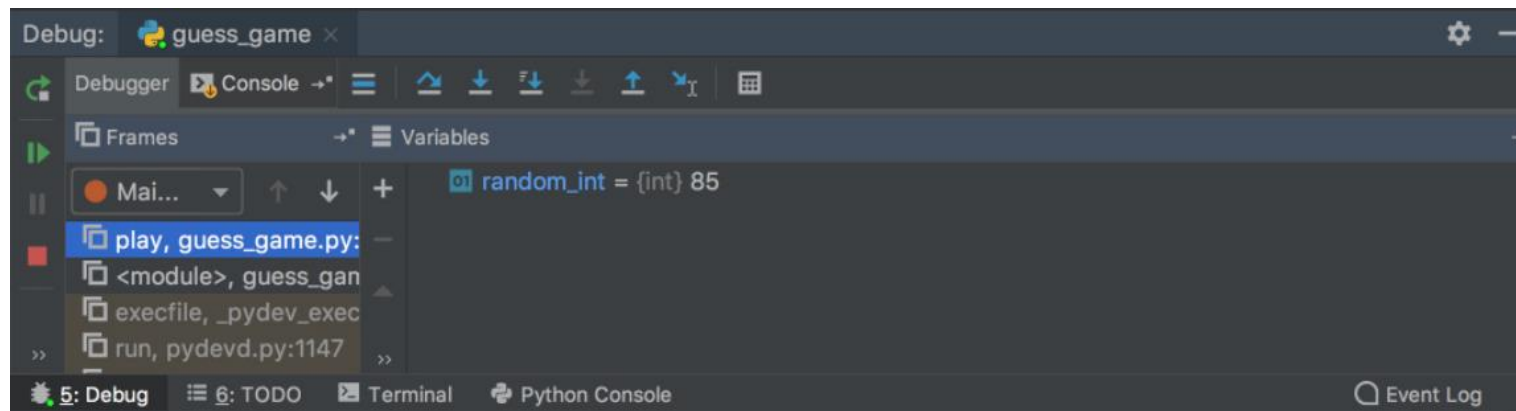 Debug: guess_game
Debugger Console
Frames Variables
Mai... random_int = {int} 85
play, guess_game.py:
<module>, guess_gam
execfile, _pydev_exec
run, pydevd.py:1147
5: Debug 6: TODO Terminal Python Console Event Log